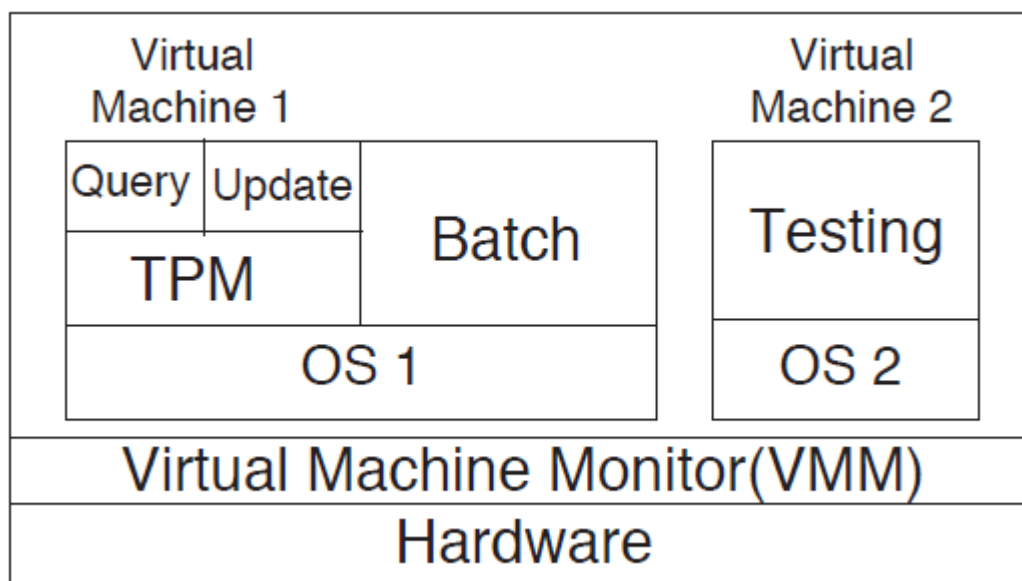 Virtual
Machine 1
Virtual
Machine 2
Query
Update
Batch
TPM
OS 1
Testing
OS 2
Virtual Machine Monitor(VMM)
Hardware